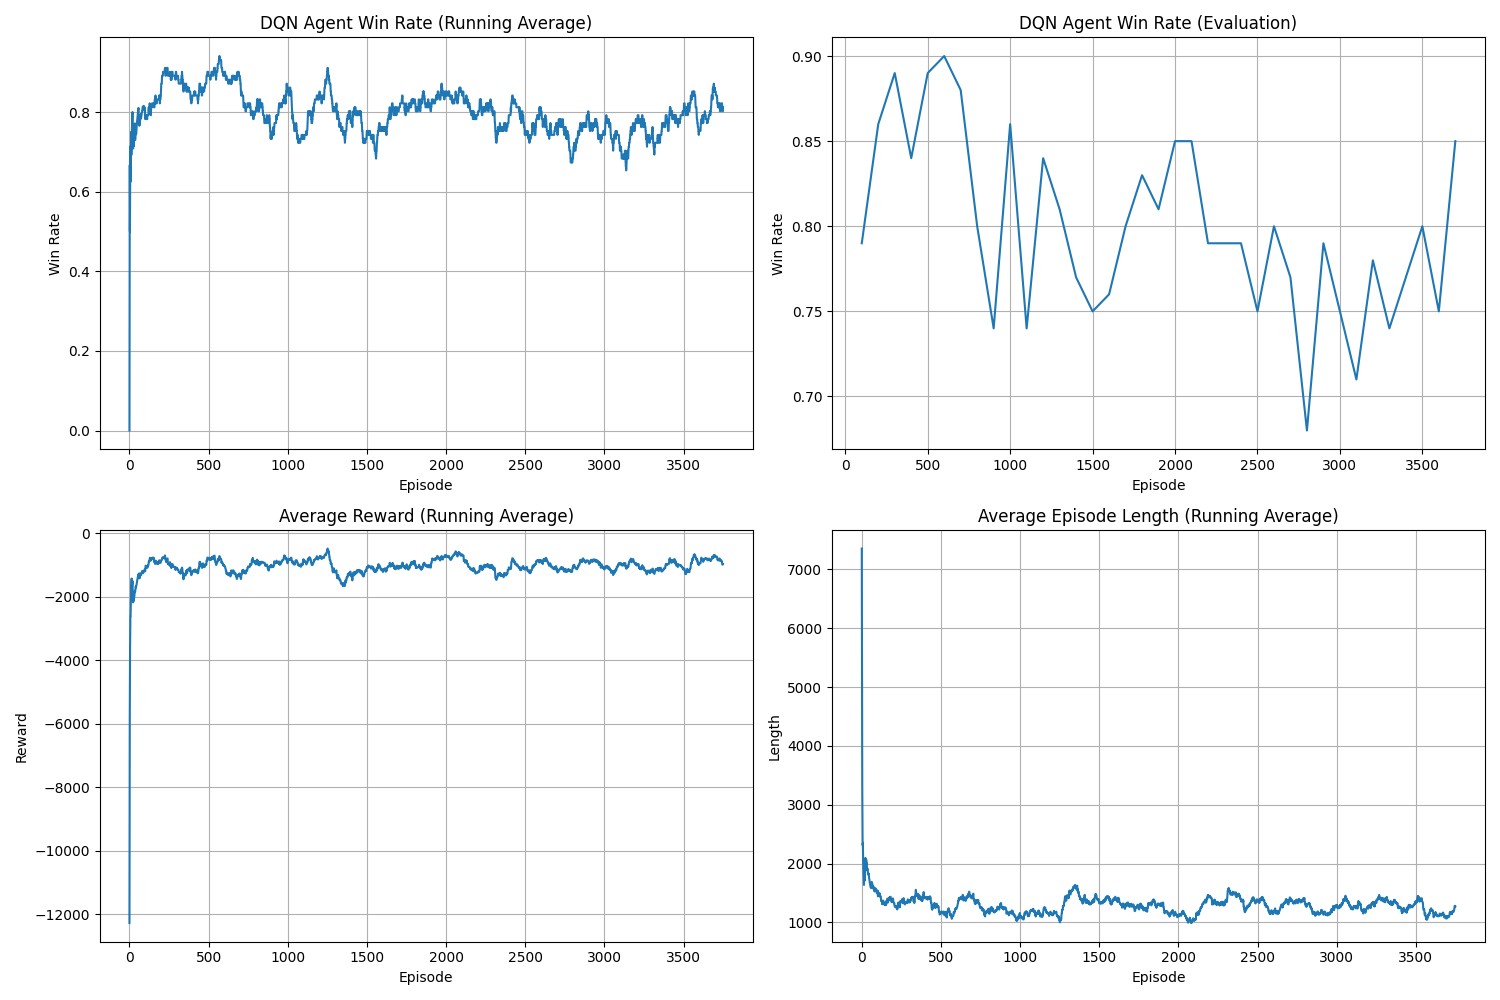 DQN Agent Win Rate (Running Average)
Win Rate
0.8
0.6
0.4
0.2
0.0
0 500 1000 1500 2000 2500 3000 3500
Episode
DQN Agent Win Rate (Evaluation)
Win Rate
0.90
0.85
0.80
0.75
0.70
0 500 1000 1500 2000 2500 3000 3500
Episode
Average Reward (Running Average)
Reward
0
−2000
−4000
−6000
−8000
−10000
−12000
0 500 1000 1500 2000 2500 3000 3500
Episode
Average Episode Length (Running Average)
Length
7000
6000
5000
4000
3000
2000
1000
0 500 1000 1500 2000 2500 3000 3500
Episode